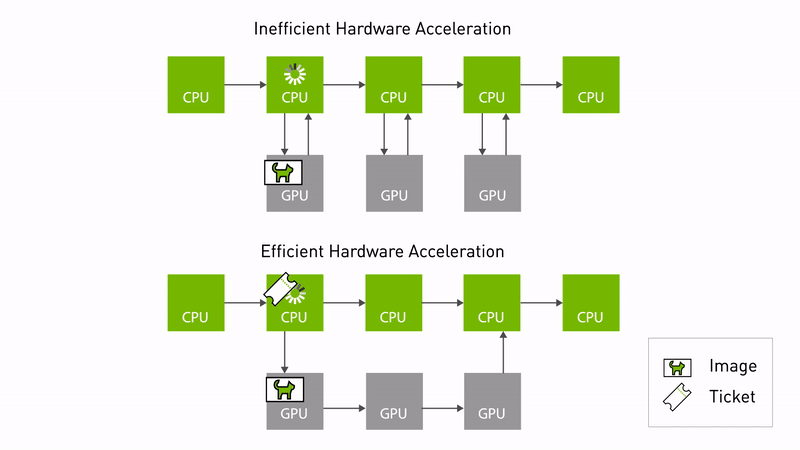 Inefficient Hardware Acceleration
CPU CPU CPU CPU CPU
GPU GPU GPU
Efficient Hardware Acceleration
CPU CPU CPU CPU CPU
GPU GPU GPU
Image
Ticket